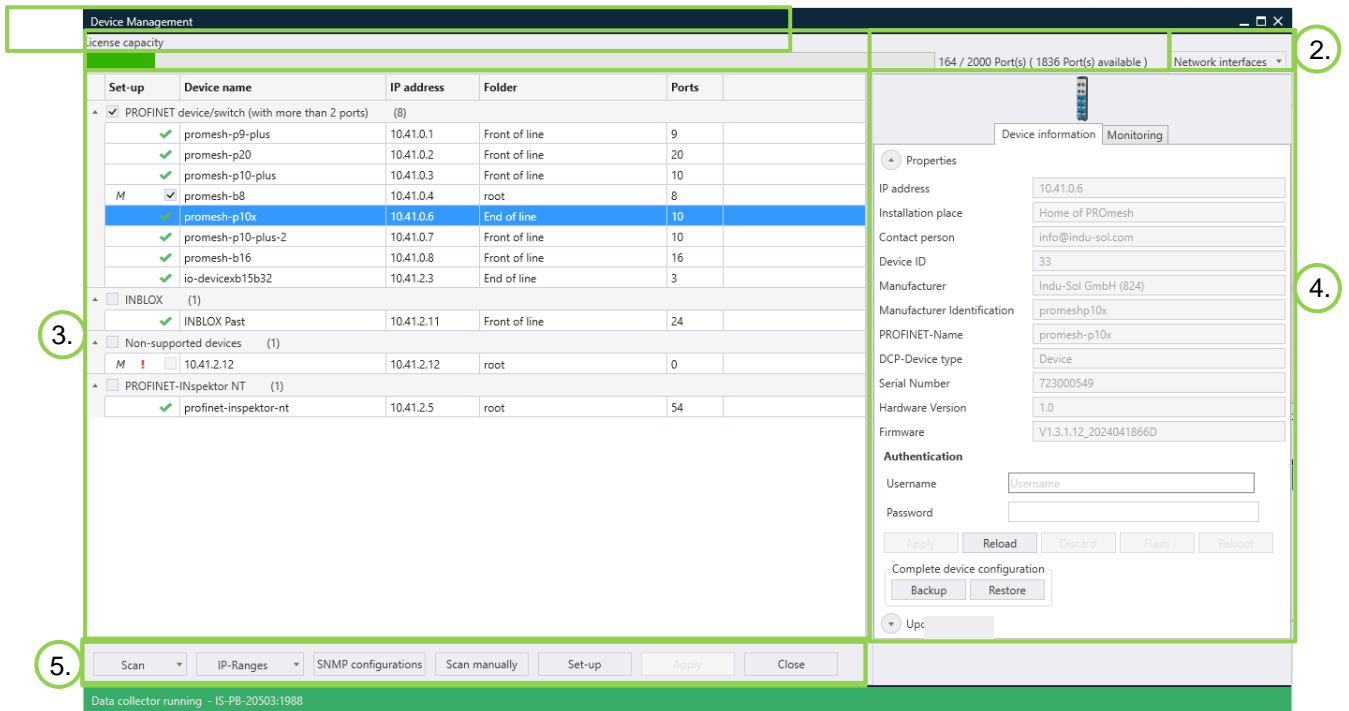 Device Management
License capacity
164 / 2000 Port(s) ( 1836 Port(s) available )
Network interfaces
2.
Set-up Device name IP address Folder Ports
PROFINET device/switch (with more than 2 ports) (8)
promesh-p9-plus 10.41.0.1 Front of line 9
promesh-p20 10.41.0.2 Front of line 20
promesh-p10-plus 10.41.0.3 Front of line 10
M promesh-b8 10.41.0.4 root 8
promesh-p10x 10.41.0.6 End of line 10
promesh-p10-plus-2 10.41.0.7 Front of line 10
promesh-b16 10.41.0.8 Front of line 16
io-devicexb15b32 10.41.2.3 End of line 3
INBLOX (1)
INBLOX Past 10.41.2.11 Front of line 24
3.
Non-supported devices (1)
M ! 10.41.2.12 10.41.2.12 root 0
PROFINET-INspektor NT (1)
profinet-inspektor-nt 10.41.2.5 root 54
Device information Monitoring
Properties
IP address 10.41.0.6
Installation place Home of PROmesh
Contact person info@indu-sol.com
Device ID 33
Manufacturer Indu-Sol GmbH (824)
4.
Manufacturer Identification promeshp10x
PROFINET-Name promesh-p10x
DCP-Device type Device
Serial Number 723000549
Hardware Version 1.0
Firmware V1.3.1.12_2024041866D
Authentication
Username Username
Password
Apply Reload Discard Flash Reboot
Complete device configuration
Backup Restore
5.
Scan IP-Ranges SNMP configurations Scan manually Set-up Apply Close
Data collector running - IS-PB-20503:1988